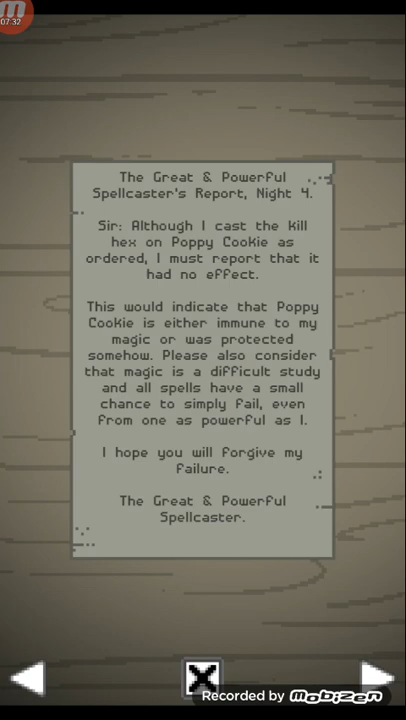 07:32
The Great & Powerful
Spellcaster's Report, Night 4.
Sir: Although I cast the kill
hex on Poppy Cookie as
ordered, I must report that it
had no effect.
This would indicate that Poppy
Cookie is either immune to my
magic or was protected
somehow. Please also consider
that magic is a difficult study
and all spells have a small
chance to simply fail, even
from one as powerful as I.
I hope you will forgive my
failure.
The Great & Powerful
Spellcaster.
Recorded by Mobizen